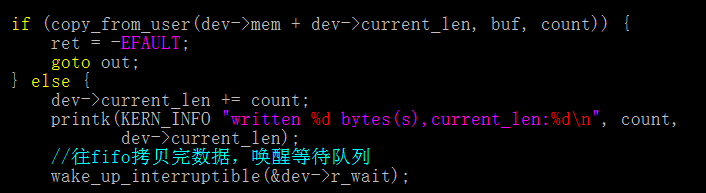 if (copy_from_user(dev->mem + dev->current_len, buf, count)) {
    ret = -EFAULT;
    goto out;
} else {
    dev->current_len += count;
    printk(KERN_INFO "written %d bytes(s),current_len:%d\n", count,
            dev->current_len);
    //往fifo拷贝完数据，唤醒等待队列
    wake_up_interruptible(&dev->r_wait);